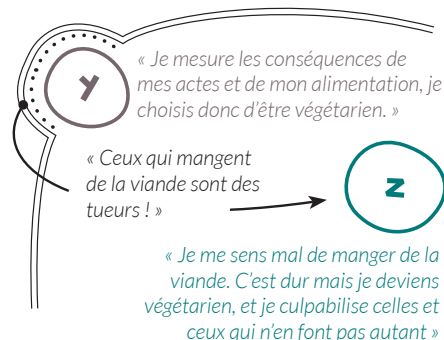 Y
« Je mesure les conséquences de
mes actes et de mon alimentation, je
choisis donc d'être végétarien. »
« Ceux qui mangent
de la viande sont des
tueurs ! »
Z
« Je me sens mal de manger de la
viande. C'est dur mais je deviens
végétarien, et je culpabilise celles et
ceux qui n'en font pas autant »